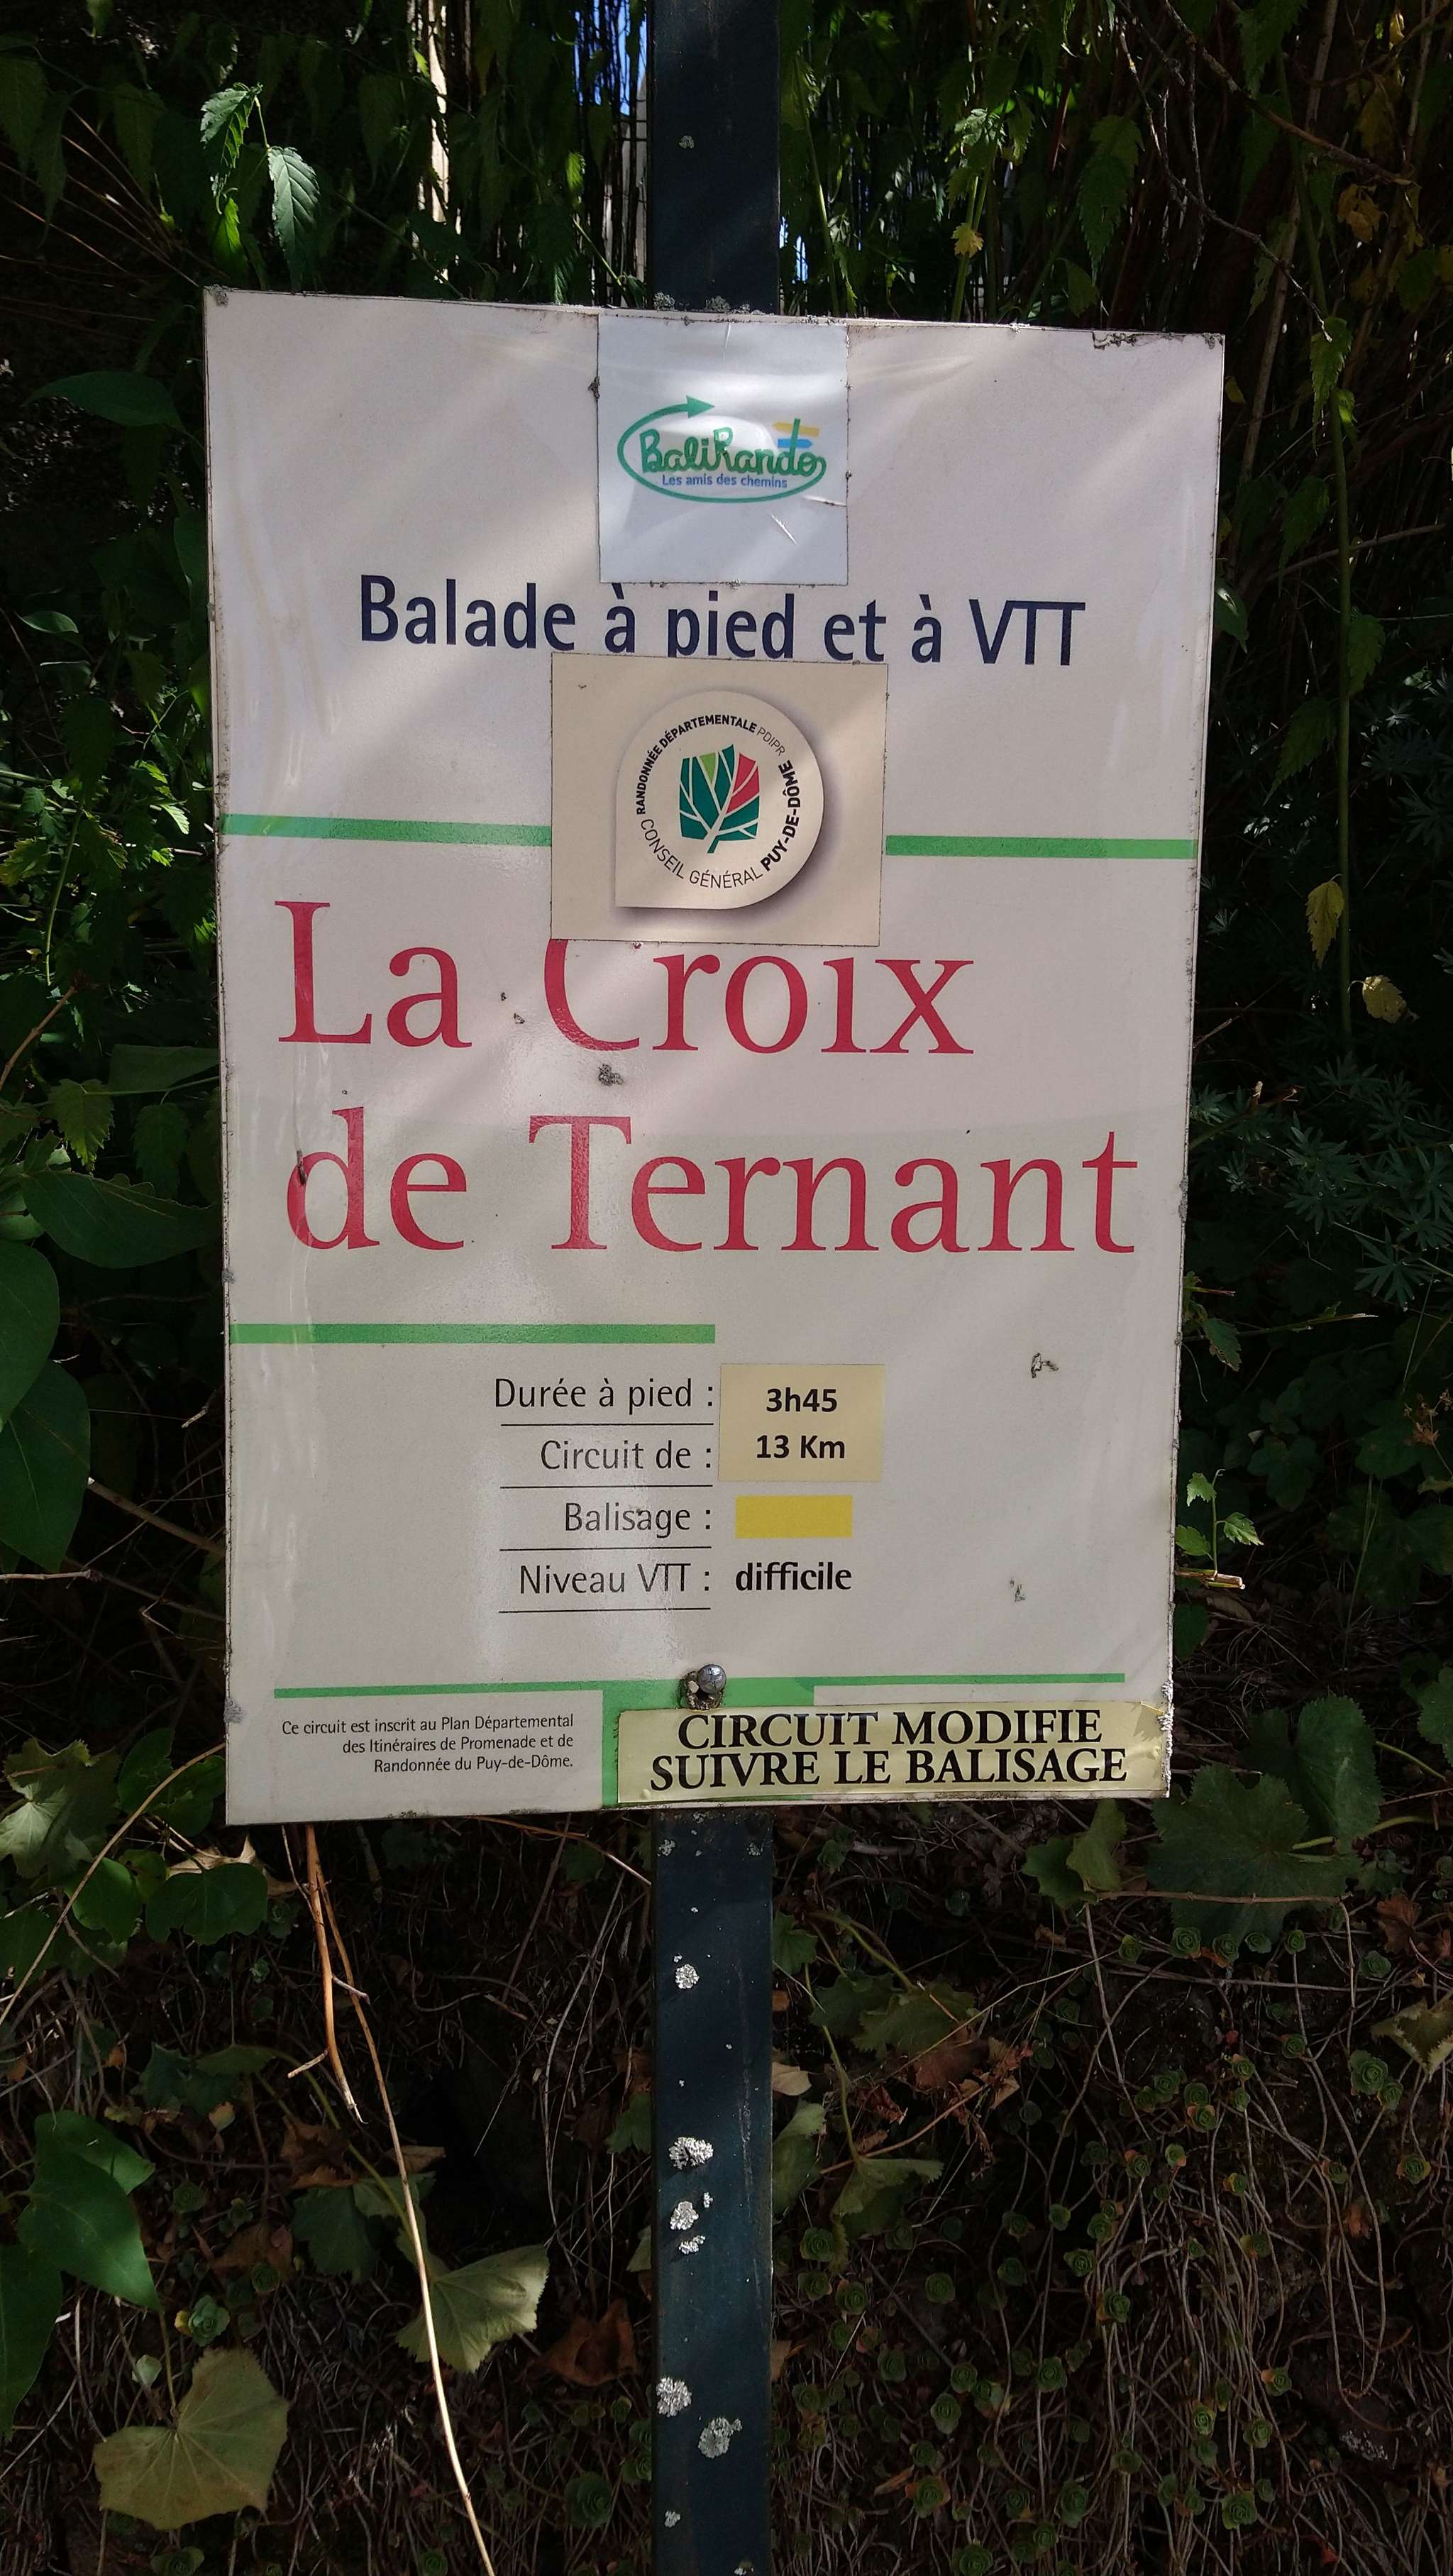 BaliRando
Les amis des chemins
Balade à pied et à VTT
RANDONNÉE DÉPARTEMENTALE PDIPR
CONSEIL GÉNÉRAL PUY-DE-DÔME
La Croix
de Ternant
Durée à pied : 3h45
Circuit de : 13 Km
Balisage :
Niveau VTT : difficile
Ce circuit est inscrit au Plan Départemental
des Itinéraires de Promenade et de
Randonnée du Puy-de-Dôme.
CIRCUIT MODIFIE
SUIVRE LE BALISAGE